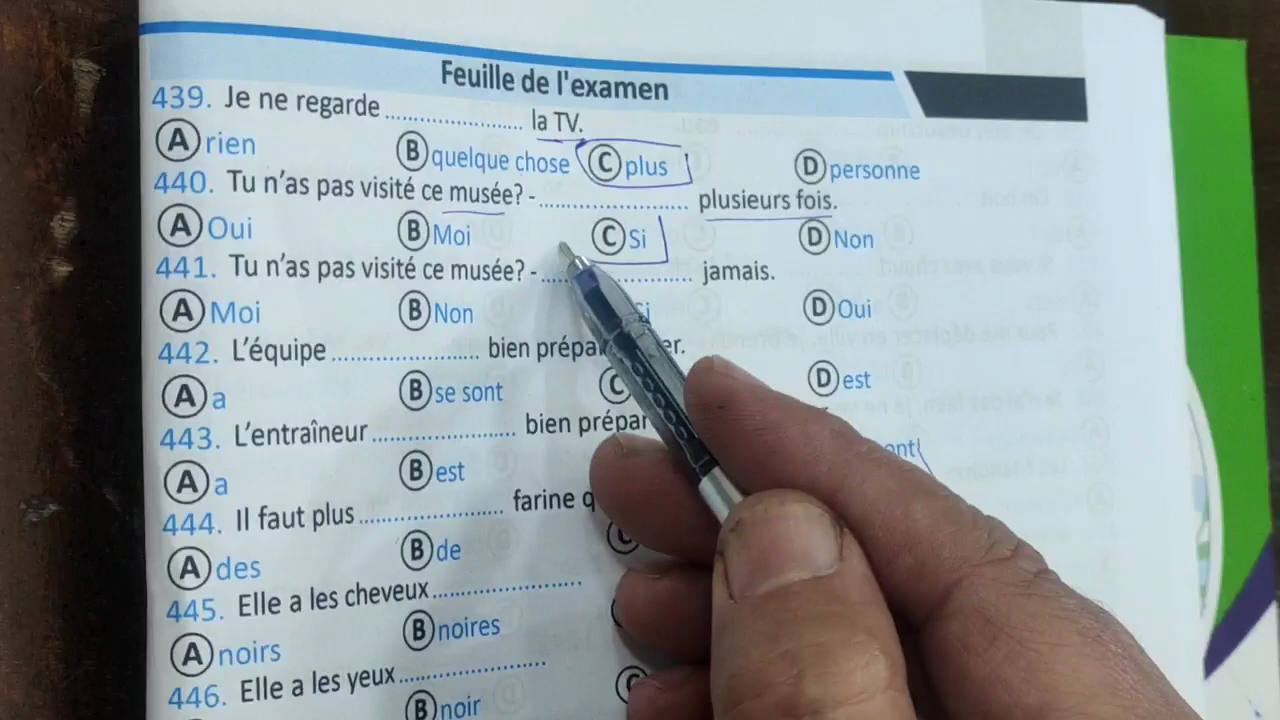 Feuille de l'examen
439. Je ne regarde ........................ la TV.
A rien B quelque chose C plus D personne
440. Tu n'as pas visité ce musée? - .......................... plusieurs fois.
A Oui B Moi C Si D Non
441. Tu n'as pas visité ce musée? - .......................... jamais.
A Moi B Non D Oui
442. L'équipe ......................... bien
A a B se sont C D est
443. L'entraîneur ........................ bien
A a B est
444. Il faut plus ........................ farine
A des B de
445. Elle a les cheveux .........................
A noirs B noires
446. Elle a les yeux .........................
B noir